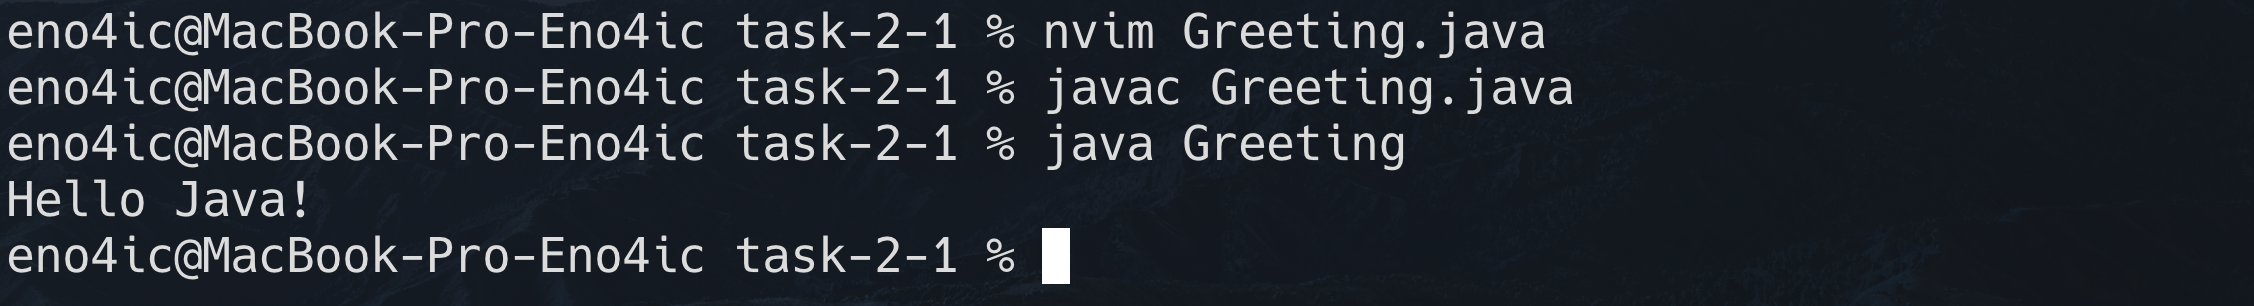 eno4ic@MacBook-Pro-Eno4ic task-2-1 % nvim Greeting.java
eno4ic@MacBook-Pro-Eno4ic task-2-1 % javac Greeting.java
eno4ic@MacBook-Pro-Eno4ic task-2-1 % java Greeting
Hello Java!
eno4ic@MacBook-Pro-Eno4ic task-2-1 %